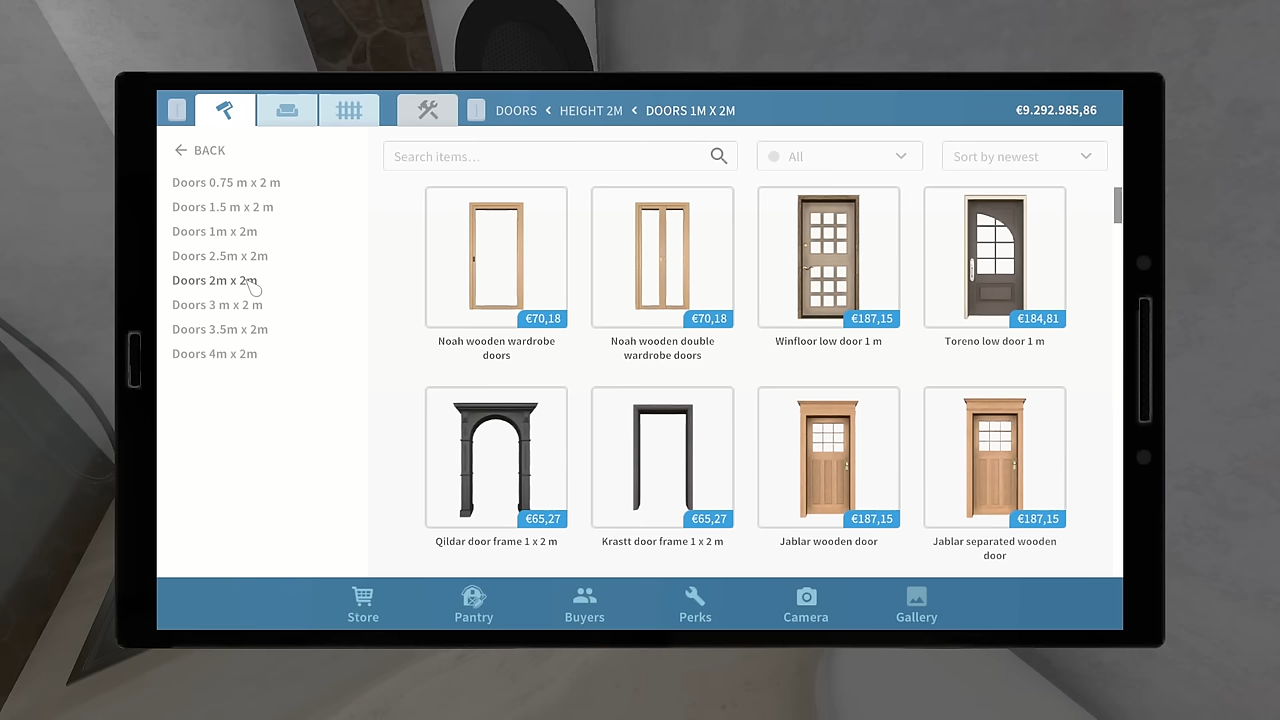 DOORS < HEIGHT 2M < DOORS 1M X 2M
€9.292.985,86
BACK
Search items...
All
Sort by newest
Doors 0.75 m x 2 m
Doors 1.5 m x 2 m
Doors 1m x 2m
Doors 2.5m x 2m
Doors 2m x 2m
Doors 3 m x 2 m
Doors 3.5m x 2m
Doors 4m x 2m
€70,18
€70,18
€187,15
€184,81
Noah wooden wardrobe
doors
Noah wooden double
wardrobe doors
Winfloor low door 1 m
Toreno low door 1 m
€65,27
€65,27
€187,15
€187,15
Qildar door frame 1 x 2 m
Krastt door frame 1 x 2 m
Jablar wooden door
Jablar separated wooden
door
Store
Pantry
Buyers
Perks
Camera
Gallery